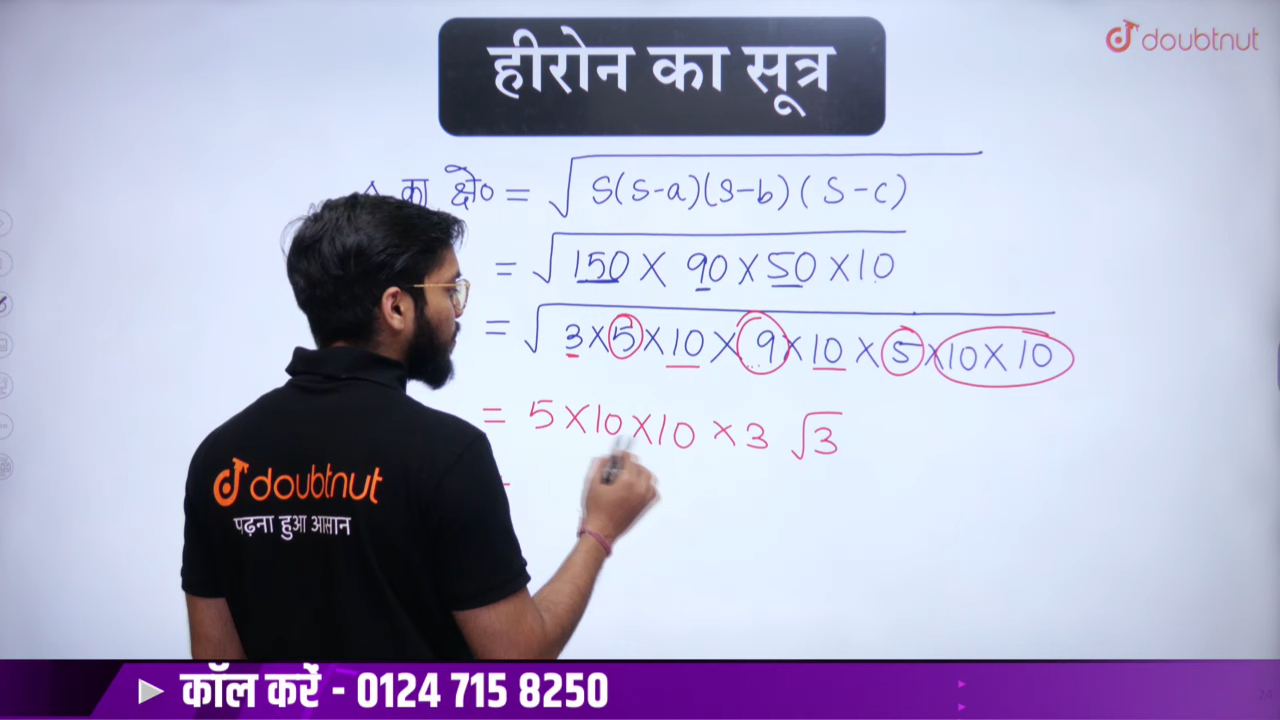 हीरोन का सूत्र
doubtnut
का क्षे० = √S(S-a)(S-b)(S-c)
= √150 × 90 × 50 × 10
= √3 × 5 × 10 × 9 × 10 × 5 × 10 × 10
= 5 × 10 × 10 × 3 √3
doubtnut
पढ़ना हुआ आसान
कॉल करें - 0124 715 8250